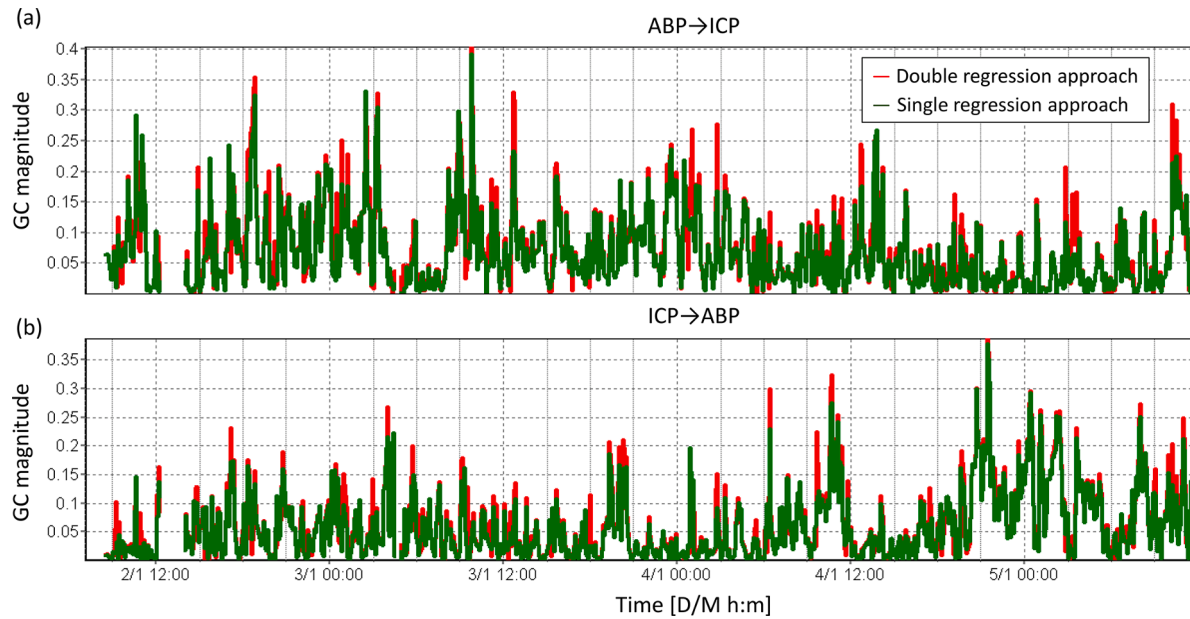 (a)
ABP→ICP
GC magnitude
0.4
0.35
0.3
0.25
0.2
0.15
0.1
0.05
Double regression approach
Single regression approach
(b)
ICP→ABP
GC magnitude
0.35
0.3
0.25
0.2
0.15
0.1
0.05
2/1 12:00 3/1 00:00 3/1 12:00 4/1 00:00 4/1 12:00 5/1 00:00
Time [D/M h:m]